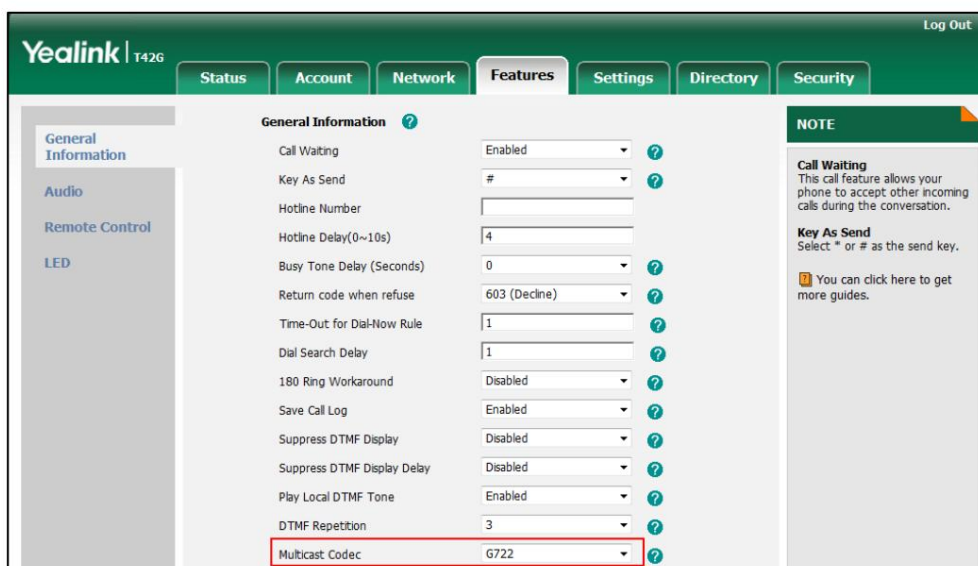 Log Out
Yealink | T42G
Status Account Network Features Settings Directory Security
General Information
Audio
Remote Control
LED
General Information ?
Call Waiting Enabled ?
Key As Send # ?
Hotline Number
Hotline Delay(0~10s) 4
Busy Tone Delay (Seconds) 0 ?
Return code when refuse 603 (Decline) ?
Time-Out for Dial-Now Rule 1 ?
Dial Search Delay 1 ?
180 Ring Workaround Disabled ?
Save Call Log Enabled ?
Suppress DTMF Display Disabled ?
Suppress DTMF Display Delay Disabled ?
Play Local DTMF Tone Enabled ?
DTMF Repetition 3 ?
Multicast Codec G722 ?
NOTE
Call Waiting
This call feature allows your
phone to accept other incoming
calls during the conversation.
Key As Send
Select * or # as the send key.
? You can click here to get
more guides.